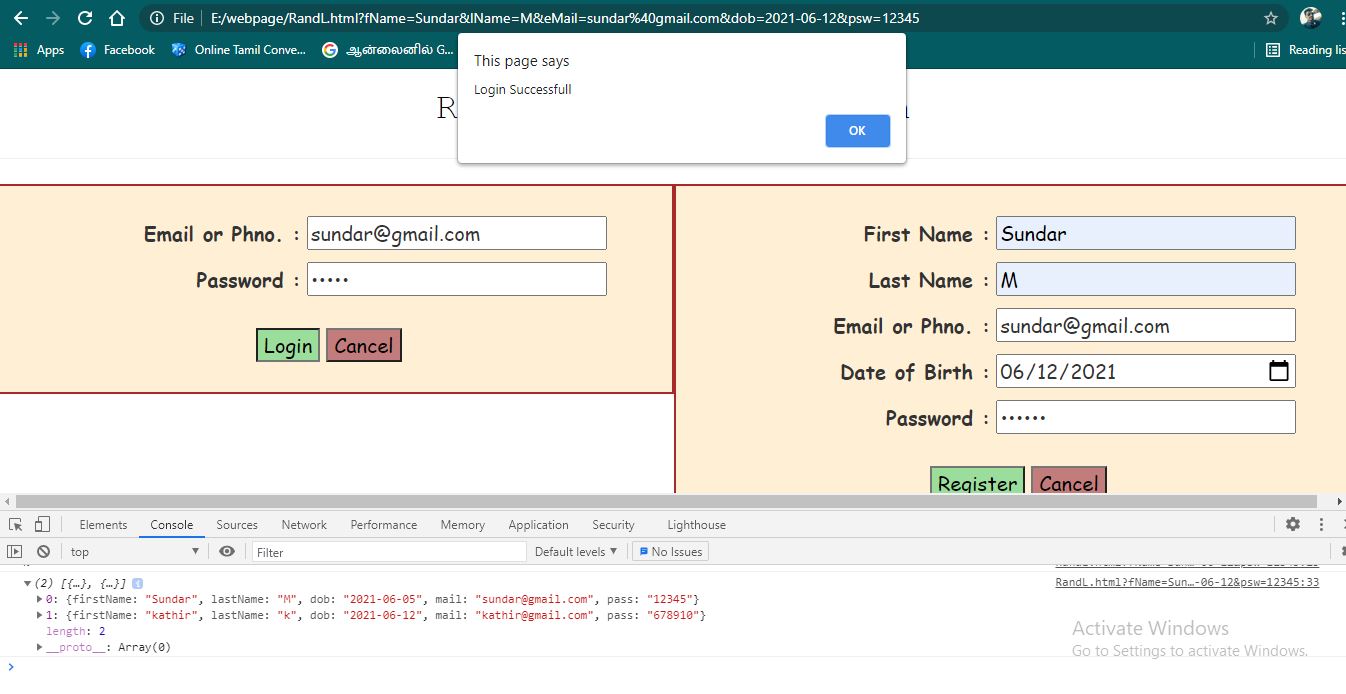 File E:/webpage/RandL.html?fName=Sundar&lName=M&eMail=sundar%40gmail.com&dob=2021-06-12&psw=12345
Apps Facebook Online Tamil Conve... ஆன்லைனில் G... Reading lis
This page says
Login Successfull
OK
R
Email or Phno. : sundar@gmail.com
Password : •••••
Login Cancel
First Name : Sundar
Last Name : M
Email or Phno. : sundar@gmail.com
Date of Birth : 06/12/2021
Password : ••••••
Register Cancel
Elements Console Sources Network Performance Memory Application Security Lighthouse
top Filter Default levels No Issues
(2) [{…}, {…}] RandL.html?fName=Sun…-06-12&psw=12345:33
0: {firstName: "Sundar", lastName: "M", dob: "2021-06-05", mail: "sundar@gmail.com", pass: "12345"}
1: {firstName: "kathir", lastName: "k", dob: "2021-06-12", mail: "kathir@gmail.com", pass: "678910"}
length: 2
__proto__: Array(0)
Activate Windows
Go to Settings to activate Windows.